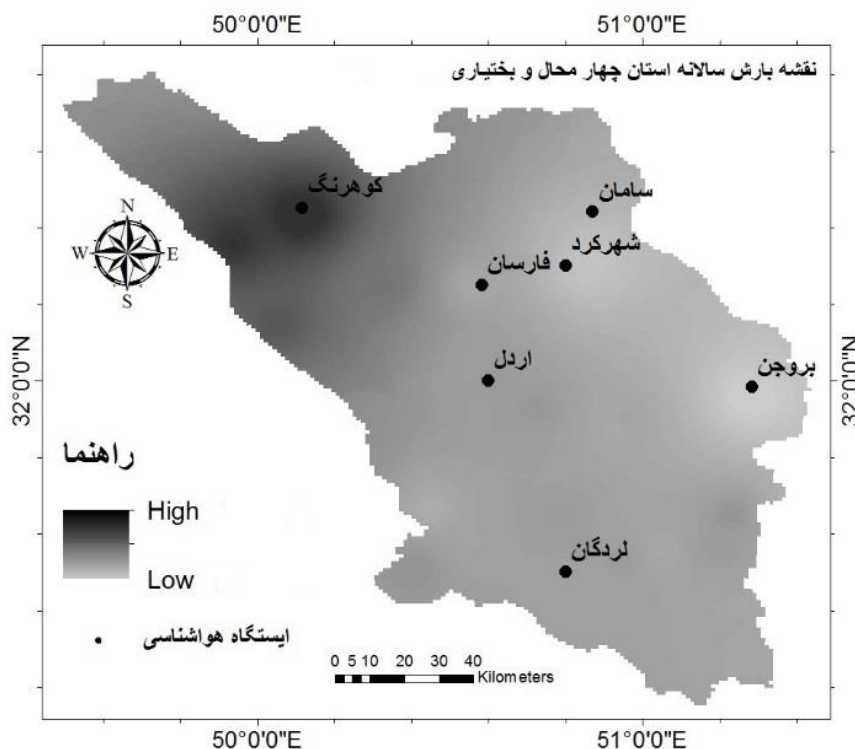 50°0'0"E 51°0'0"E
نقشه بارش سالانه استان چهار محال و بختیاری
کوهرنگ
سامان
شهرکرد
فارسان
N
W E
S
اردل
بروجن
32°0'0"N 32°0'0"N
راهنما
High
Low
لردگان
ایستگاه هواشناسی
0 5 10 20 30 40
Kilometers
50°0'0"E 51°0'0"E